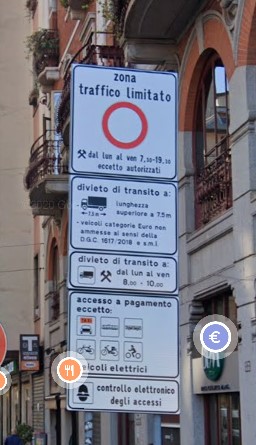 zona
traffico limitato
dal lun al ven 7,30-19,30
eccetto autorizzati
divieto di transito a:
lunghezza
superiore a 7,5m
7,5m
- veicoli categorie Euro non
ammesse ai sensi della
D.G.C. 1617/2018 e s.m.i.
divieto di transito a:
dal lun al ven
8,00 - 10,00
accesso a pagamento
eccetto:
veicoli elettrici
controllo elettronico
degli accessi
T
€